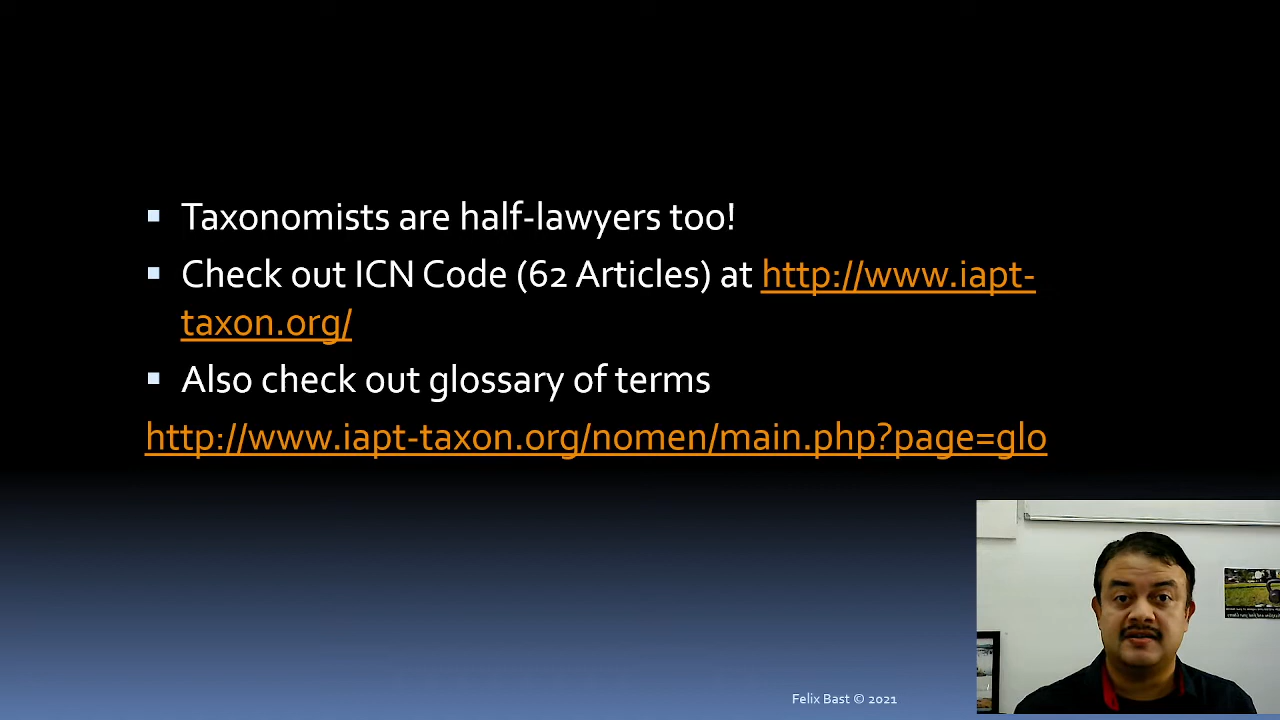 Taxonomists are half-lawyers too!
Check out ICN Code (62 Articles) at http://www.iapt-
taxon.org/
Also check out glossary of terms
http://www.iapt-taxon.org/nomen/main.php?page=glo
Felix Bast © 2021